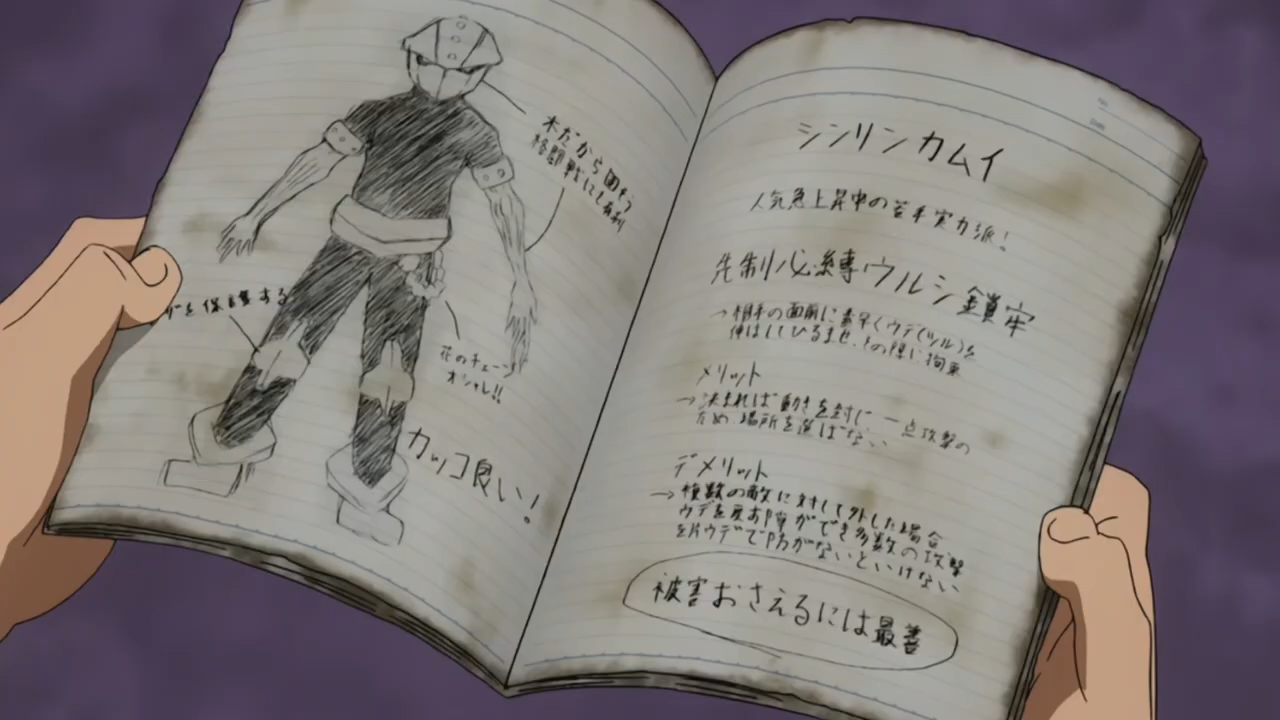 木だから固そう
格闘戦にも有利
ザを保護する
花のチェーン
オシャレ!!
カッコ良い!
シンリンカムイ
人気急上昇中の若手実力派!
先制必縛ウルシ鎖牢
→相手の面前に素早くウデ(ツル)を
伸ばしてひるませ、その隙に拘束
メリット
→決まれば動きを封じ、一点攻撃の
ため場所を選ばない
デメリット
→複数の敵に対して外した場合
ウデを戻す隙ができ多数の攻撃
を片ウデで防がないといけない
被害おさえるには最善